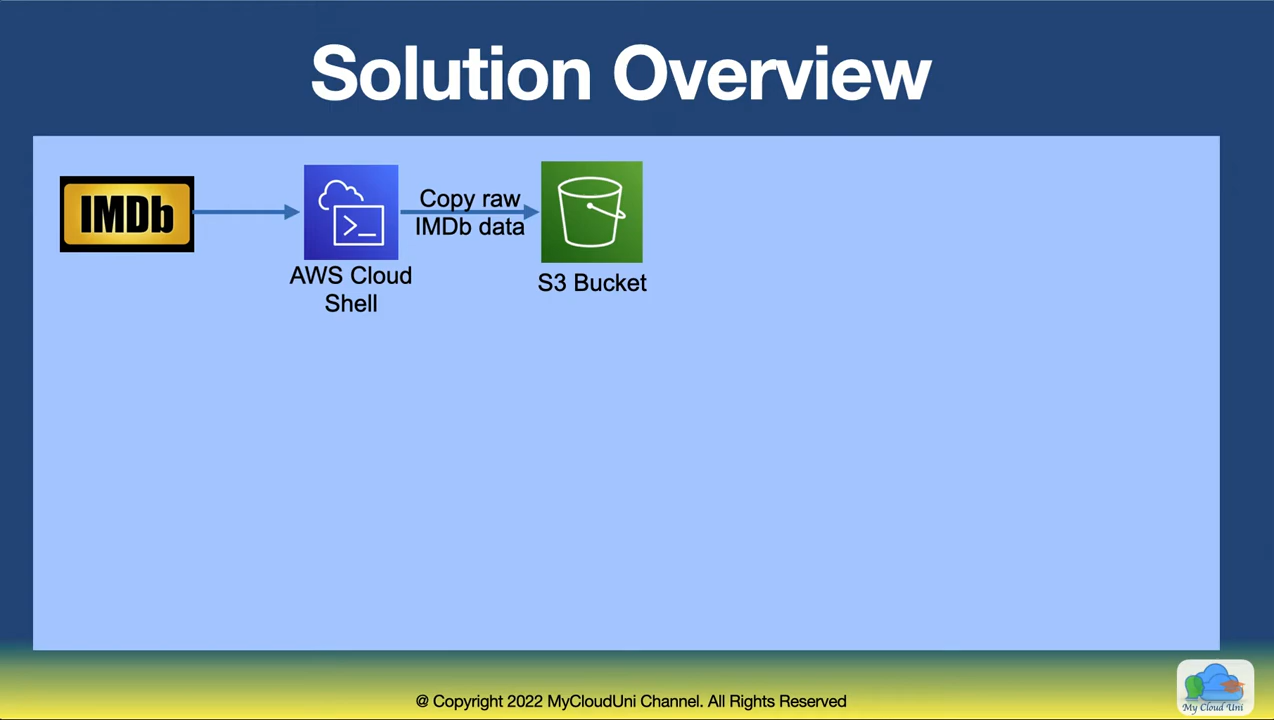 Solution Overview
IMDb
Copy raw
IMDb data
AWS Cloud
Shell
S3 Bucket
@ Copyright 2022 MyCloudUni Channel. All Rights Reserved
My Cloud Uni